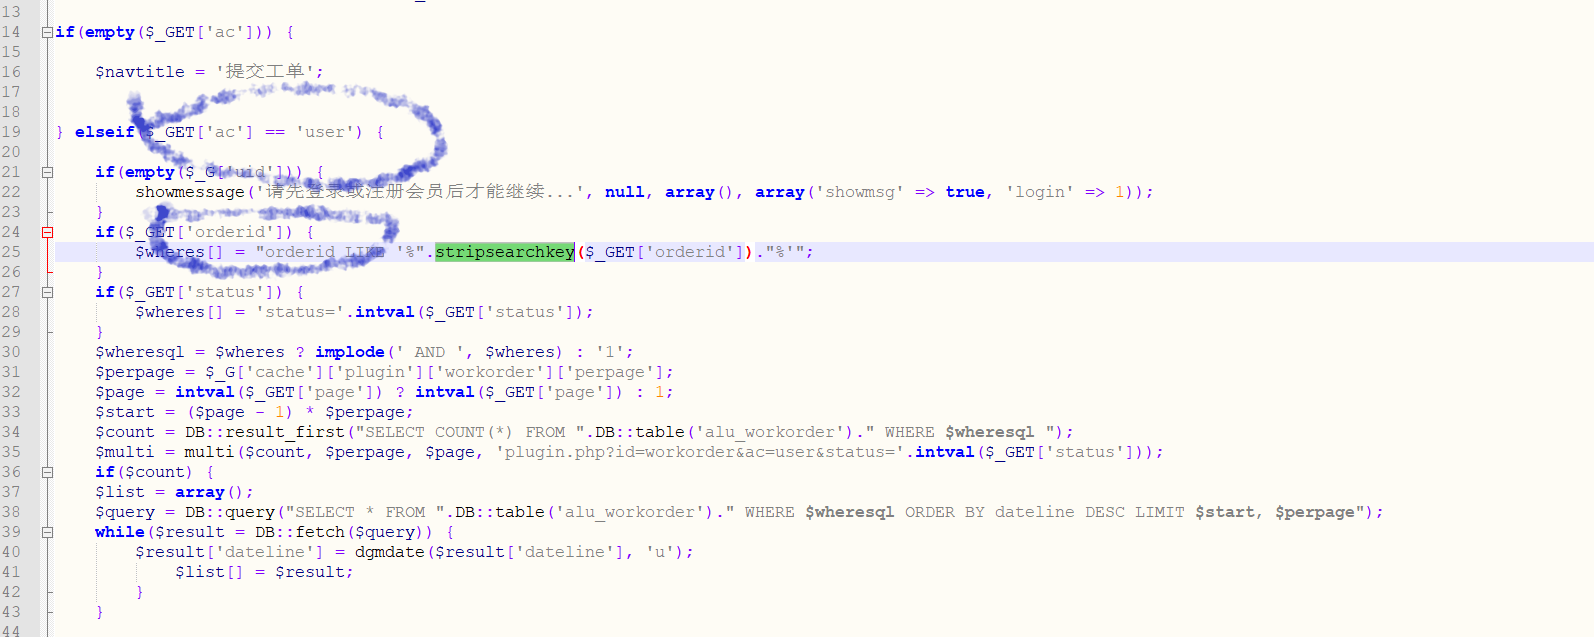 13
14 if(empty($_GET['ac'])) {
15
16 $navtitle = '提交工单';
17
18
19 } elseif($_GET['ac'] == 'user') {
20
21 if(empty($_G['uid'])) {
22 showmessage('请先登录或注册会员后才能继续...', null, array(), array('showmsg' => true, 'login' => 1));
23 }
24 if($_GET['orderid']) {
25 $wheres[] = "orderid LIKE '%".stripsearchkey($_GET['orderid'])."%'";
26 }
27 if($_GET['status']) {
28 $wheres[] = 'status='.intval($_GET['status']);
29 }
30 $wheresql = $wheres ? implode(' AND ', $wheres) : '1';
31 $perpage = $_G['cache']['plugin']['workorder']['perpage'];
32 $page = intval($_GET['page']) ? intval($_GET['page']) : 1;
33 $start = ($page - 1) * $perpage;
34 $count = DB::result_first("SELECT COUNT(*) FROM ".DB::table('alu_workorder')." WHERE $wheresql ");
35 $multi = multi($count, $perpage, $page, 'plugin.php?id=workorder&ac=user&status='.intval($_GET['status']));
36 if($count) {
37 $list = array();
38 $query = DB::query("SELECT * FROM ".DB::table('alu_workorder')." WHERE $wheresql ORDER BY dateline DESC LIMIT $start, $perpage");
39 while($result = DB::fetch($query)) {
40 $result['dateline'] = dgmdate($result['dateline'], 'u');
41 $list[] = $result;
42 }
43 }
44